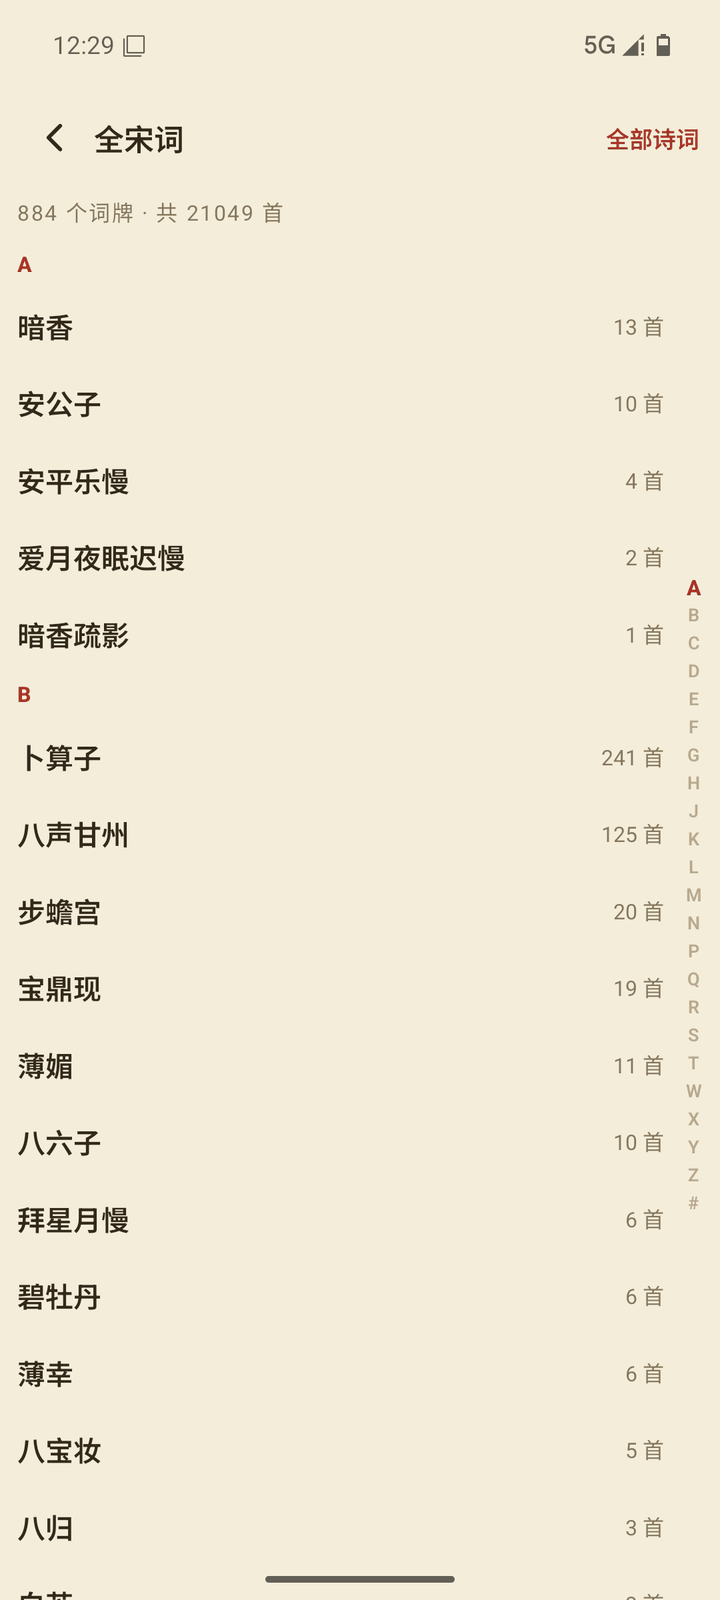 12:29 5G
全宋词 全部诗词
884 个词牌 · 共 21049 首
A
暗香 13 首
安公子 10 首
安平乐慢 4 首
爱月夜眠迟慢 2 首
暗香疏影 1 首
B
卜算子 241 首
八声甘州 125 首
步蟾宫 20 首
宝鼎现 19 首
薄媚 11 首
八六子 10 首
拜星月慢 6 首
碧牡丹 6 首
薄幸 6 首
八宝妆 5 首
八归 3 首
A
B
C
D
E
F
G
H
J
K
L
M
N
P
Q
R
S
T
W
X
Y
Z
#